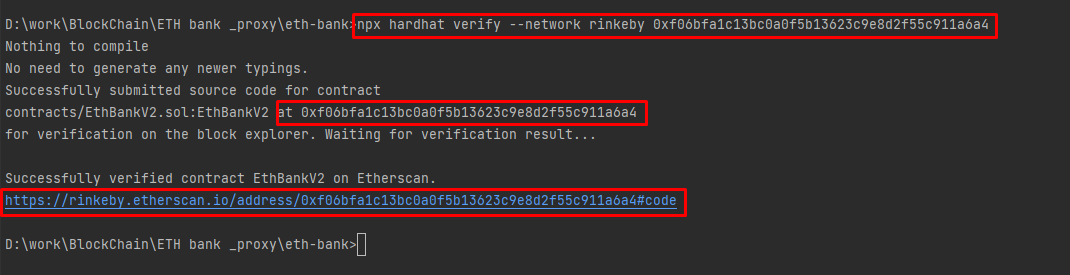 D:\work\BlockChain\ETH bank _proxy\eth-bank>npx hardhat verify --network rinkeby 0xf06bfa1c13bc0a0f5b13623c9e8d2f55c911a6a4
Nothing to compile
No need to generate any newer typings.
Successfully submitted source code for contract
contracts/EthBankV2.sol:EthBankV2 at 0xf06bfa1c13bc0a0f5b13623c9e8d2f55c911a6a4
for verification on the block explorer. Waiting for verification result...
Successfully verified contract EthBankV2 on Etherscan.
https://rinkeby.etherscan.io/address/0xf06bfa1c13bc0a0f5b13623c9e8d2f55c911a6a4#code
D:\work\BlockChain\ETH bank _proxy\eth-bank>